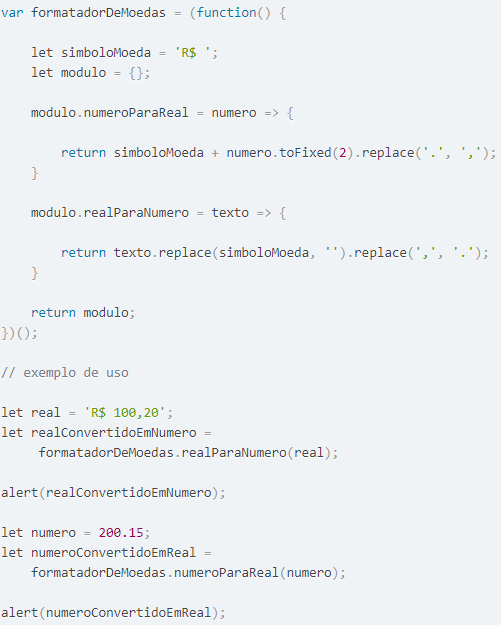 var formatadorDeMoedas = (function() {
let simboloMoeda = 'R$ ';
let modulo = {};
modulo.numeroParaReal = numero => {
return simboloMoeda + numero.toFixed(2).replace('.', ',');
}
modulo.realParaNumero = texto => {
return texto.replace(simboloMoeda, '').replace(',', '.');
}
return modulo;
})();
// exemplo de uso
let real = 'R$ 100,20';
let realConvertidoEmNumero =
formatadorDeMoedas.realParaNumero(real);
alert(realConvertidoEmNumero);
let numero = 200.15;
let numeroConvertidoEmReal =
formatadorDeMoedas.numeroParaReal(numero);
alert(numeroConvertidoEmReal);